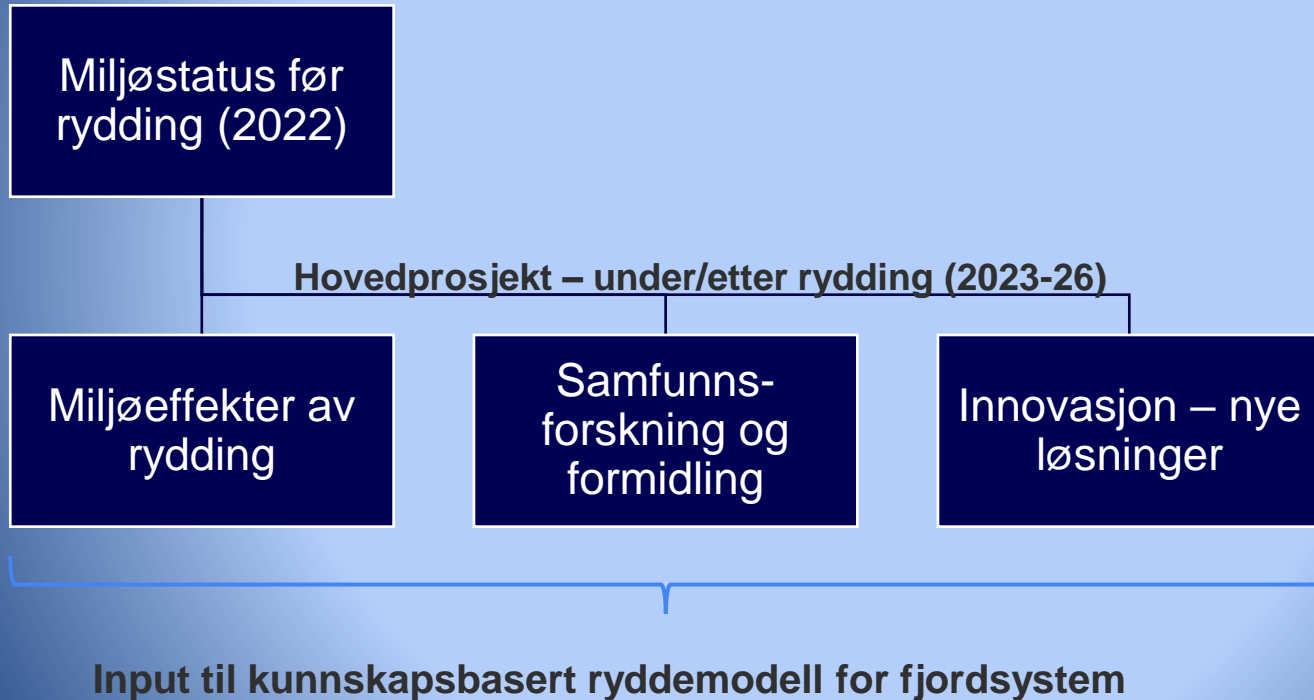 Miljøstatus før
rydding (2022)
Hovedprosjekt – under/etter rydding (2023-26)
Miljøeffekter av
rydding
Samfunns-
forskning og
formidling
Innovasjon – nye
løsninger
Input til kunnskapsbasert ryddemodell for fjordsystem